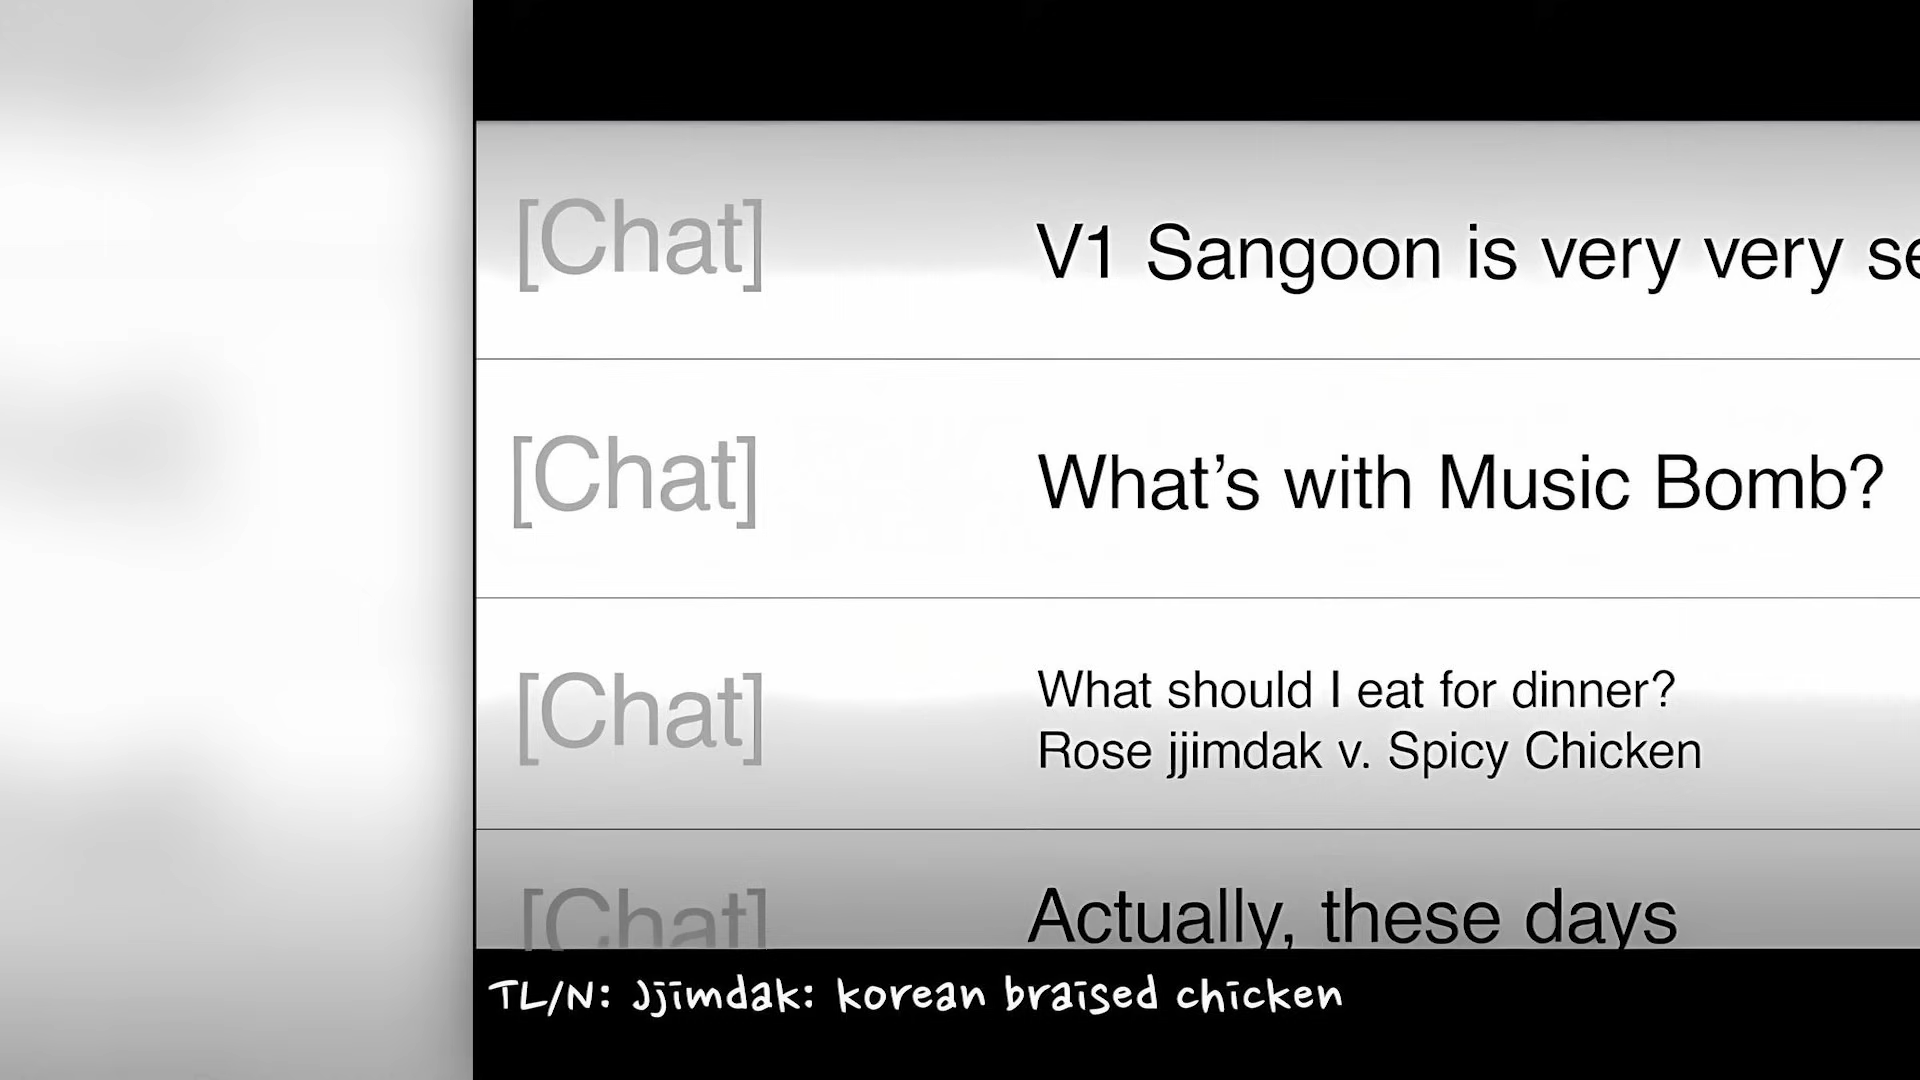 [Chat] V1 Sangoon is very very
[Chat] What’s with Music Bomb?
[Chat] What should I eat for dinner?
Rose jjimdak v. Spicy Chicken
[Chat] Actually, these days
TL/N: Jjimdak: korean braised chicken